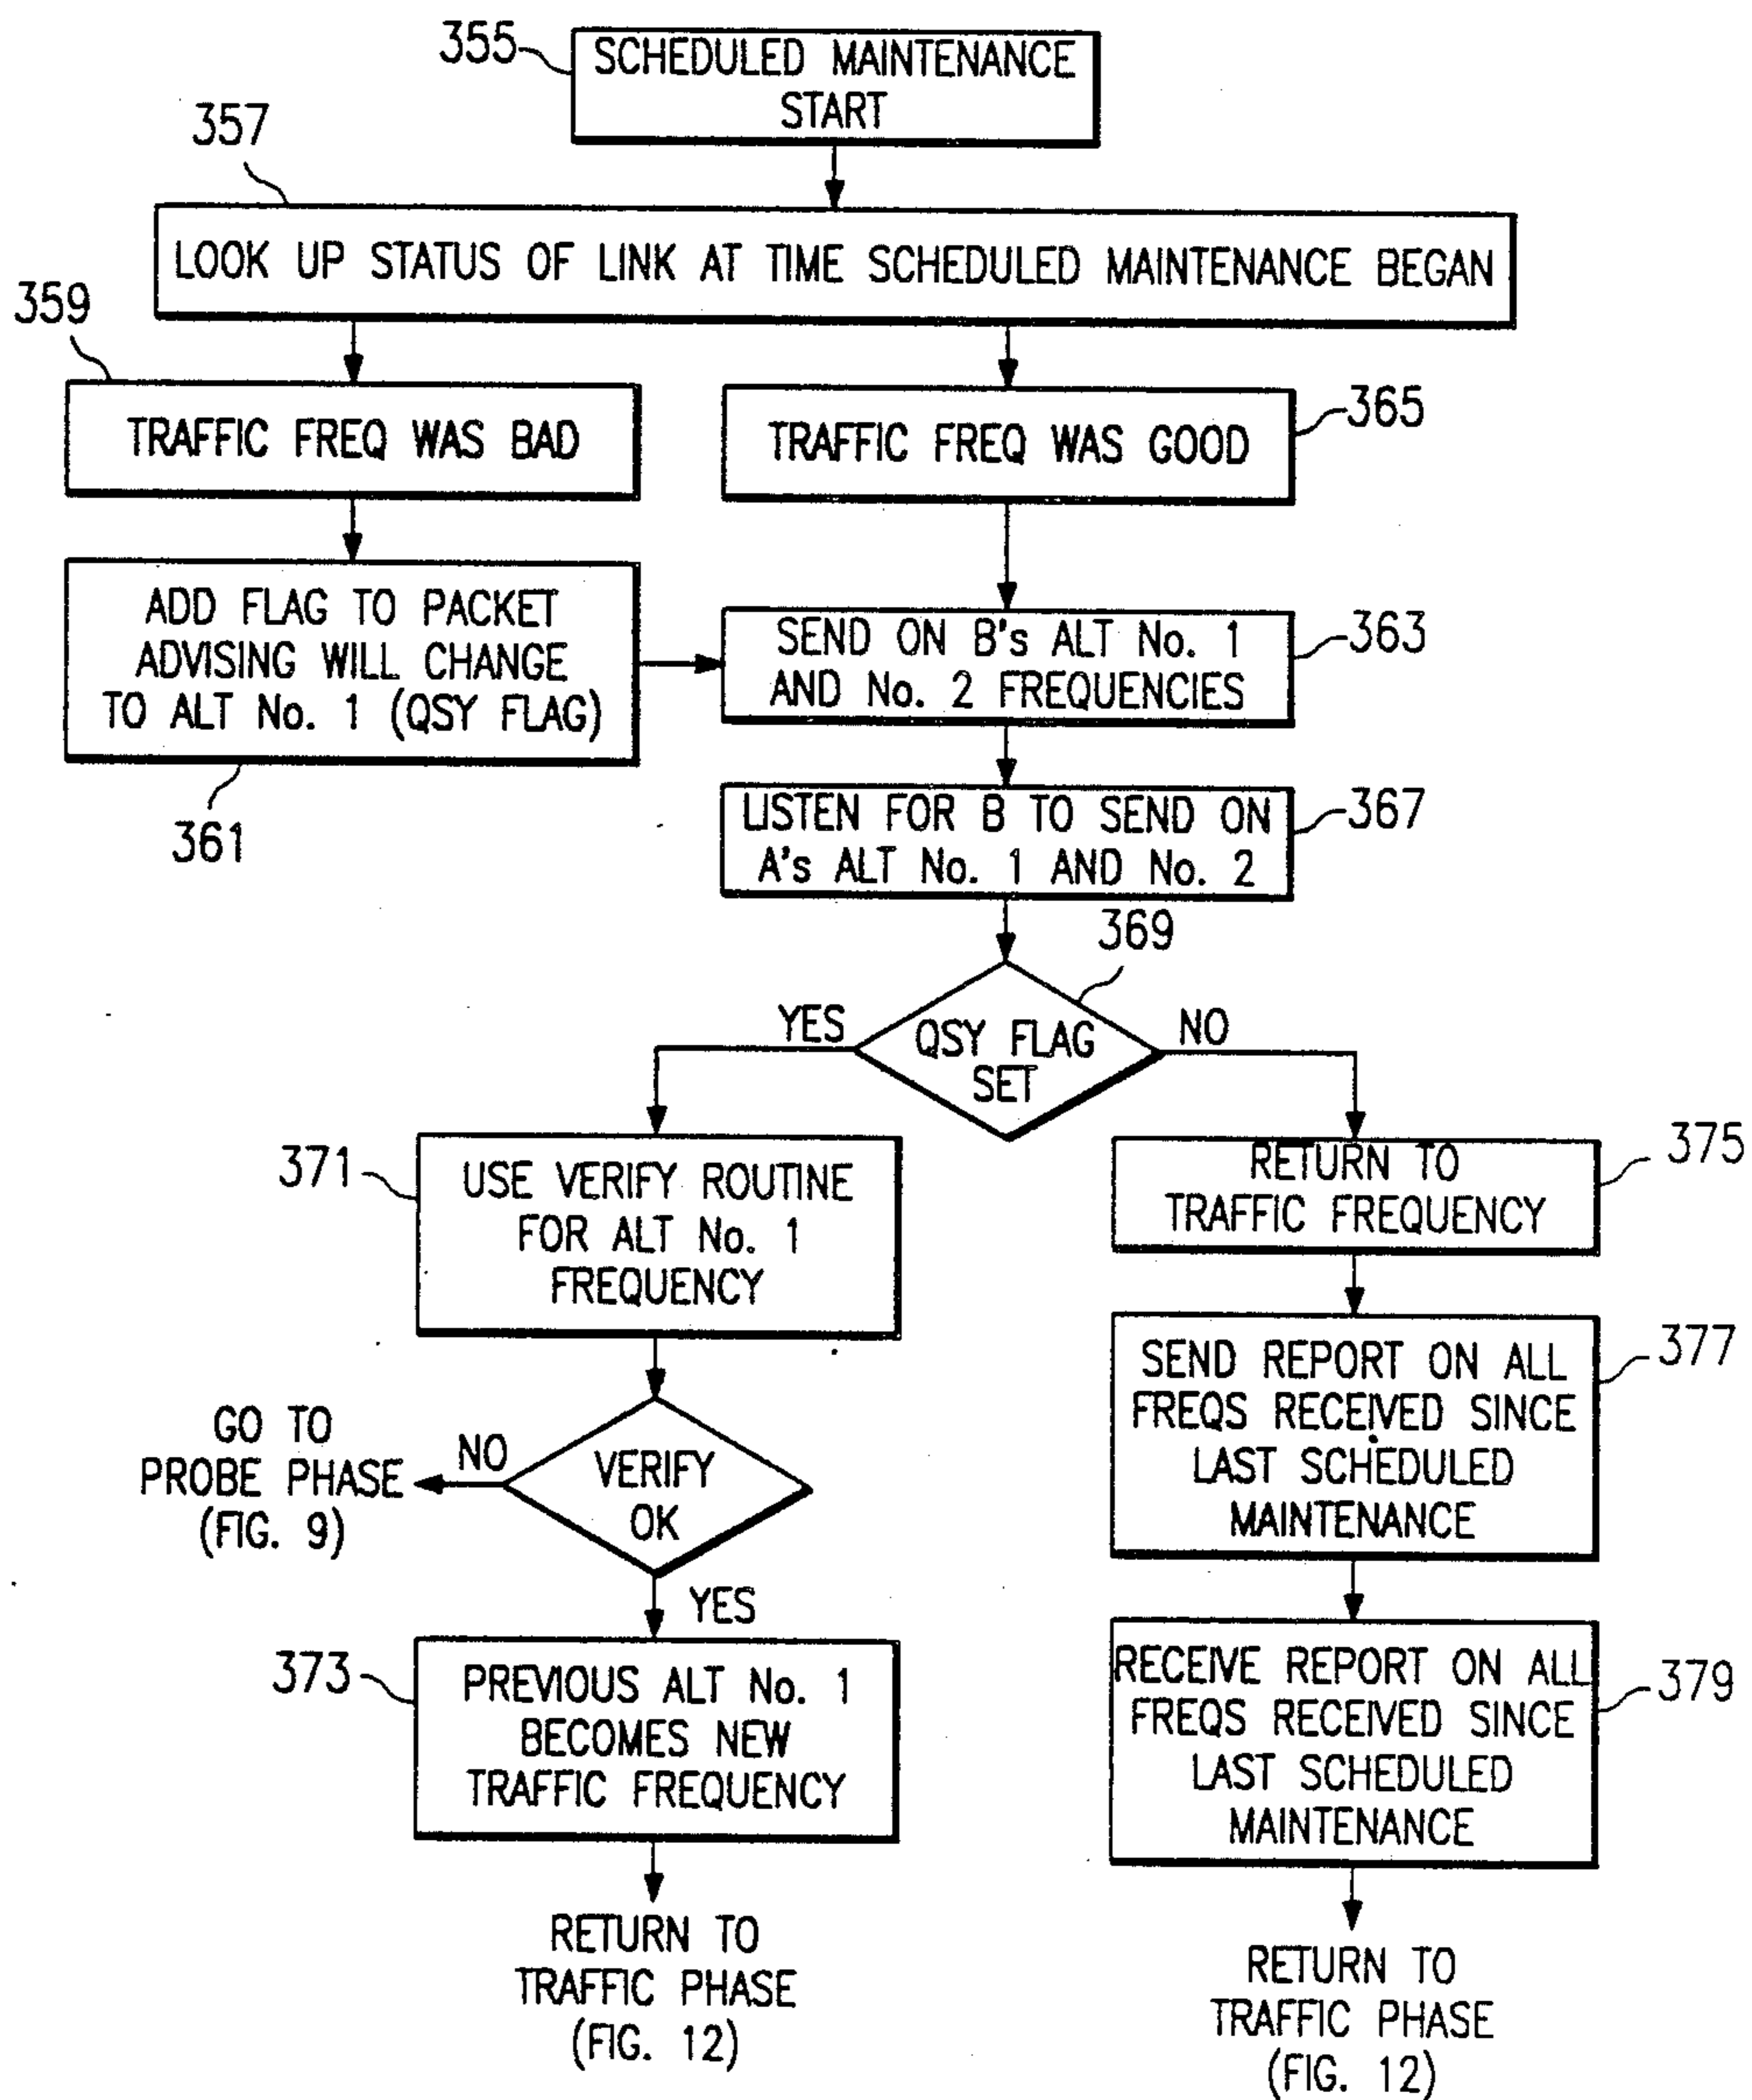 355
SCHEDULED MAINTENANCE
START
357
LOOK UP STATUS OF LINK AT TIME SCHEDULED MAINTENANCE BEGAN
359
TRAFFIC FREQ WAS BAD
TRAFFIC FREQ WAS GOOD
365
ADD FLAG TO PACKET
ADVISING WILL CHANGE
TO ALT No. 1 (QSY FLAG)
361
SEND ON B's ALT No. 1
AND No. 2 FREQUENCIES
363
LISTEN FOR B TO SEND ON
A's ALT No. 1 AND No. 2
367
369
QSY FLAG
SET
YES
NO
371
USE VERIFY ROUTINE
FOR ALT No. 1
FREQUENCY
RETURN TO
TRAFFIC FREQUENCY
375
SEND REPORT ON ALL
FREQS RECEIVED SINCE
LAST SCHEDULED
MAINTENANCE
377
GO TO
PROBE PHASE
(FIG. 9)
NO
VERIFY
OK
YES
373
PREVIOUS ALT No. 1
BECOMES NEW
TRAFFIC FREQUENCY
RECEIVE REPORT ON ALL
FREQS RECEIVED SINCE
LAST SCHEDULED
MAINTENANCE
379
RETURN TO
TRAFFIC PHASE
(FIG. 12)
RETURN TO
TRAFFIC PHASE
(FIG. 12)